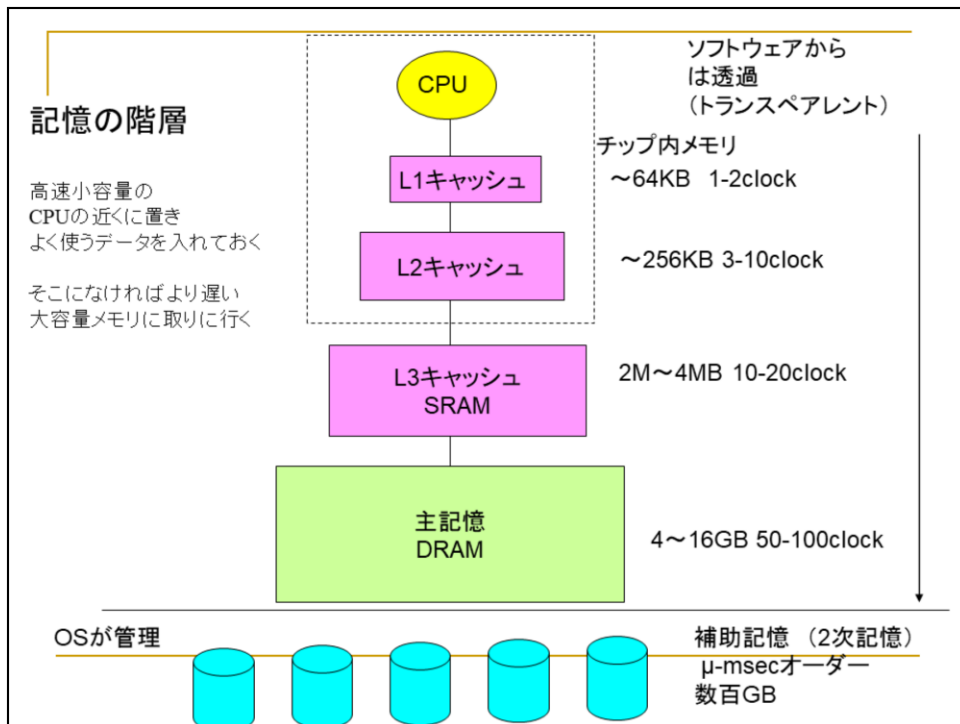 記憶の階層
高速小容量の
CPUの近くに置き
よく使うデータを入れておく
そこになければより遅い
大容量メモリに取りに行く
CPU
L1キャッシュ
L2キャッシュ
L3キャッシュ
SRAM
主記憶
DRAM
ソフトウェアから
は透過
(トランスペアレント)
チップ内メモリ
～64KB 1-2clock
～256KB 3-10clock
2M～4MB 10-20clock
4～16GB 50-100clock
OSが管理
補助記憶 (2次記憶)
μ-msecオーダー
数百GB